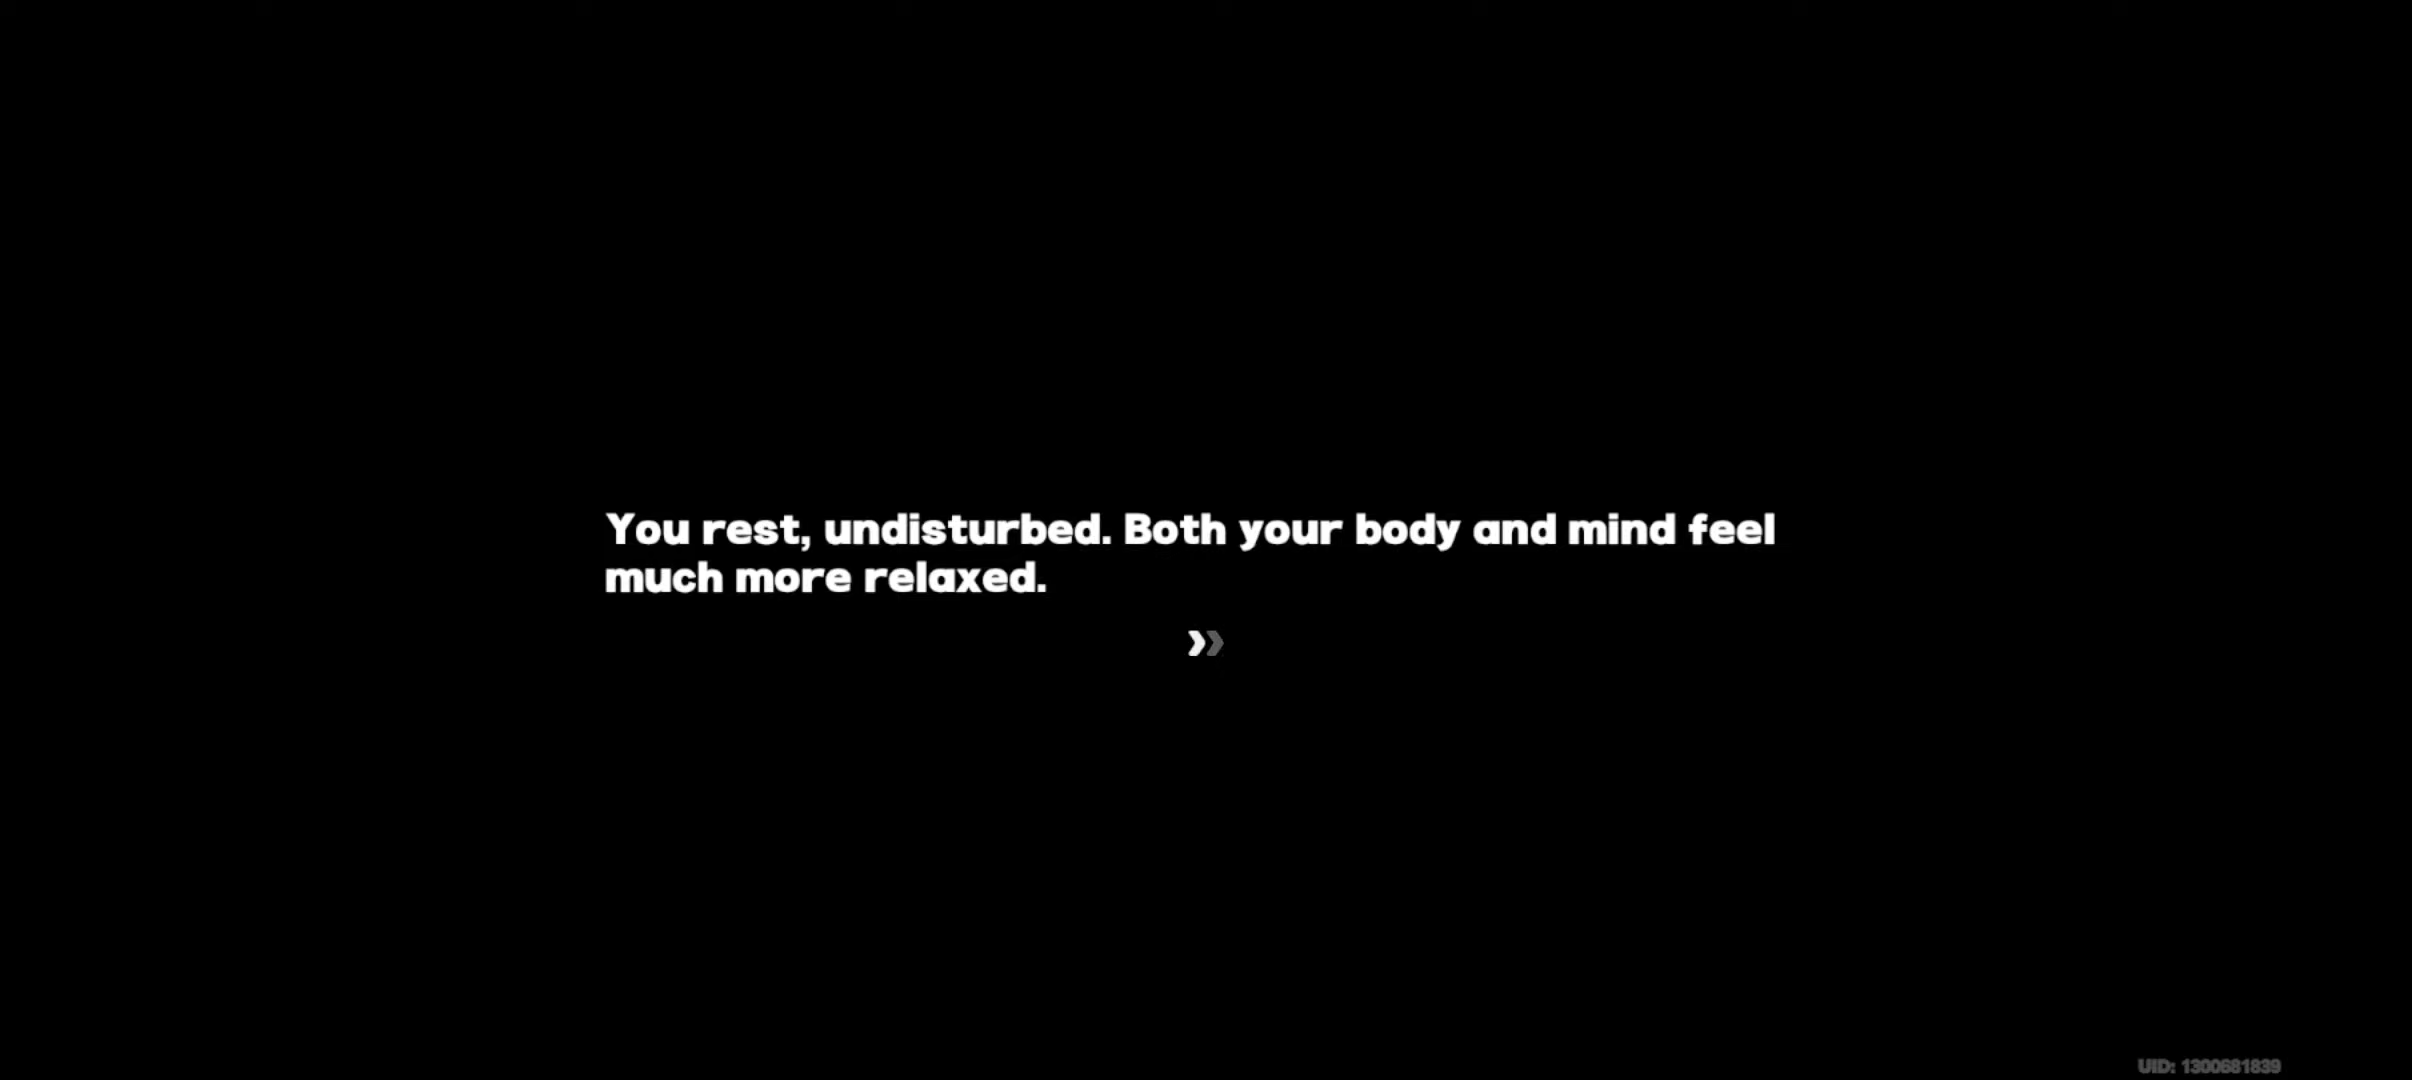 You rest, undisturbed. Both your body and mind feel
much more relaxed.
UID: 1300681839